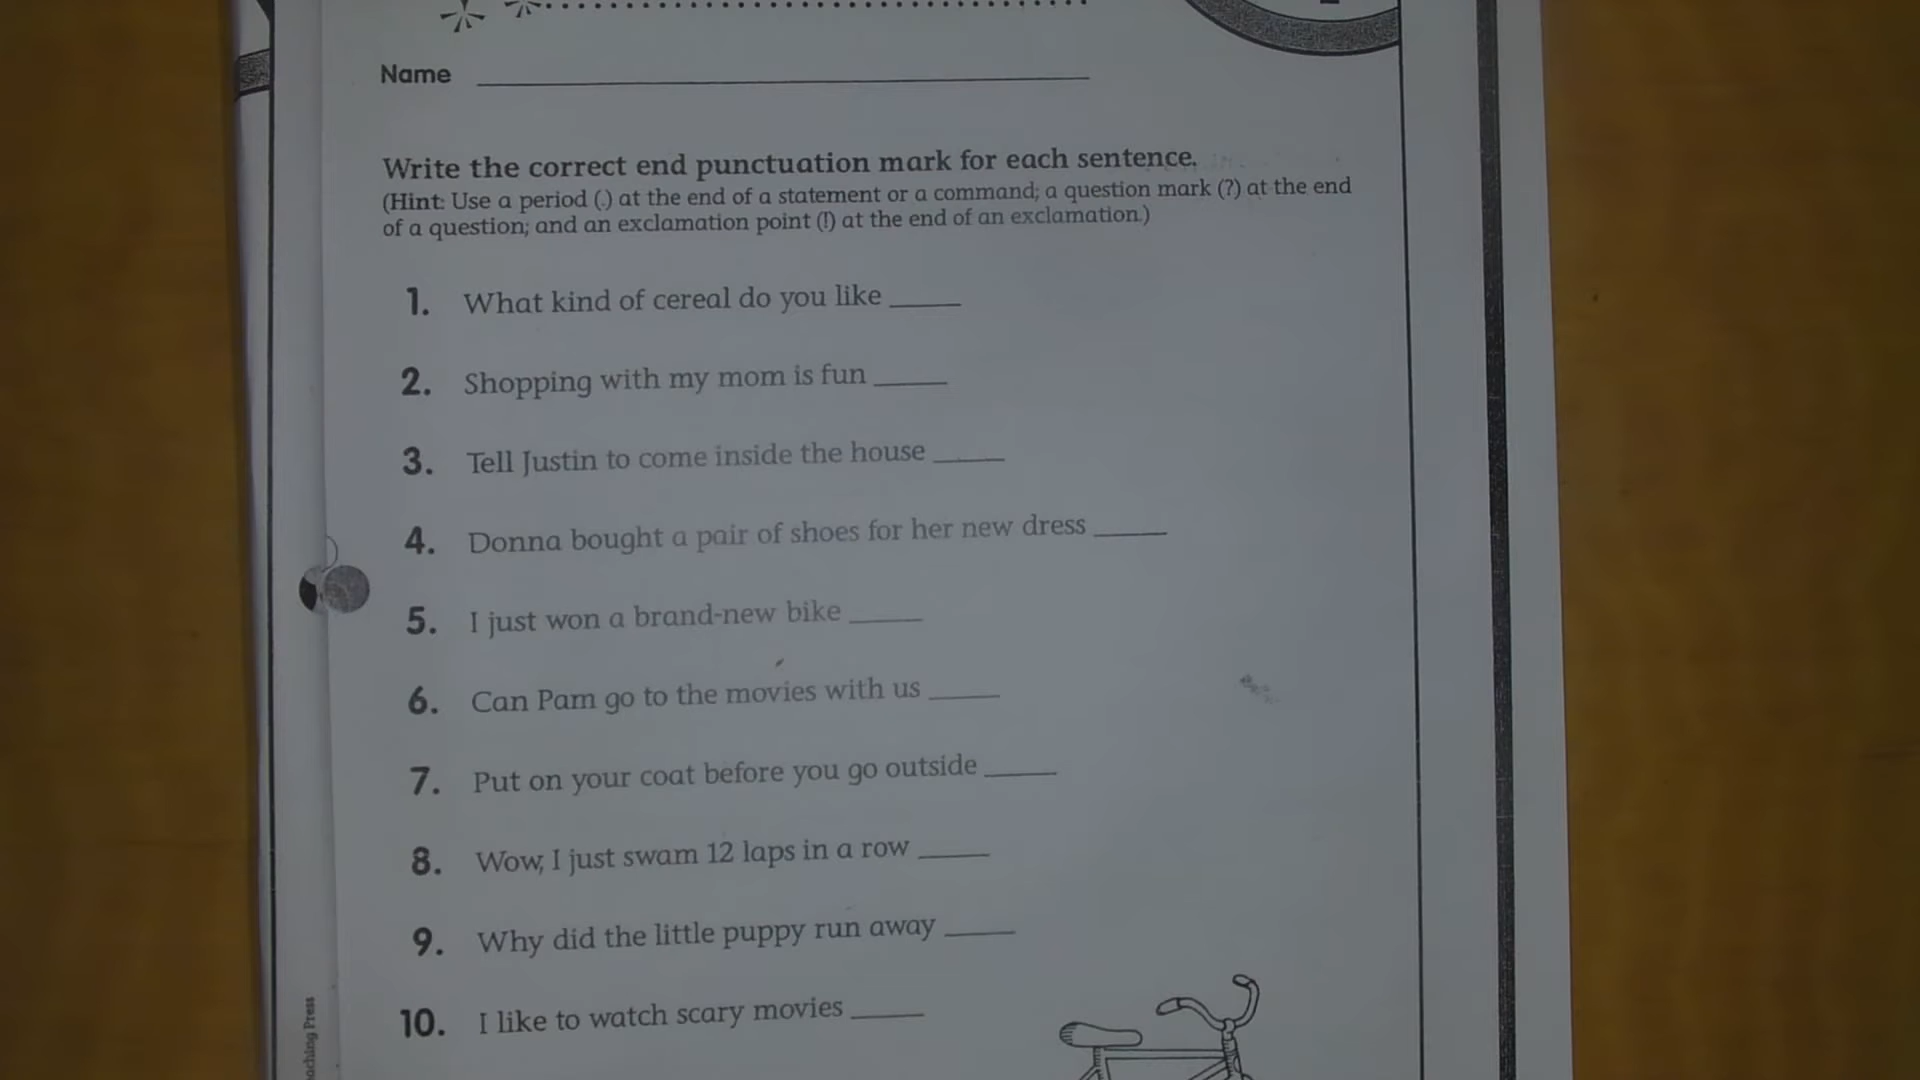 Name
Write the correct end punctuation mark for each sentence.
(Hint: Use a period (.) at the end of a statement or a command; a question mark (?) at the end
of a question; and an exclamation point (!) at the end of an exclamation.)
1. What kind of cereal do you like
2. Shopping with my mom is fun
3. Tell Justin to come inside the house
4. Donna bought a pair of shoes for her new dress
5. I just won a brand-new bike
6. Can Pam go to the movies with us
7. Put on your coat before you go outside
8. Wow, I just swam 12 laps in a row
9. Why did the little puppy run away
10. I like to watch scary movies
Press